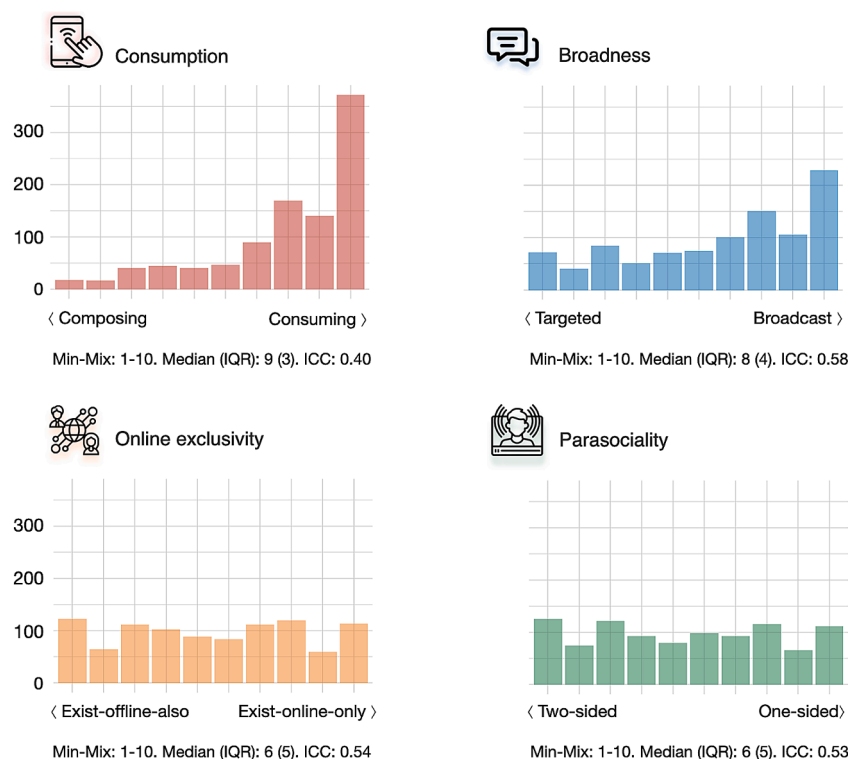 Consumption
300
200
100
0
〈 Composing
Consuming 〉
Min-Mix: 1-10. Median (IQR): 9 (3). ICC: 0.40
Broadness
〈 Targeted
Broadcast 〉
Min-Mix: 1-10. Median (IQR): 8 (4). ICC: 0.58
Online exclusivity
300
200
100
0
〈 Exist-offline-also
Exist-online-only 〉
Min-Mix: 1-10. Median (IQR): 6 (5). ICC: 0.54
Parasociality
〈 Two-sided
One-sided〉
Min-Mix: 1-10. Median (IQR): 6 (5). ICC: 0.53